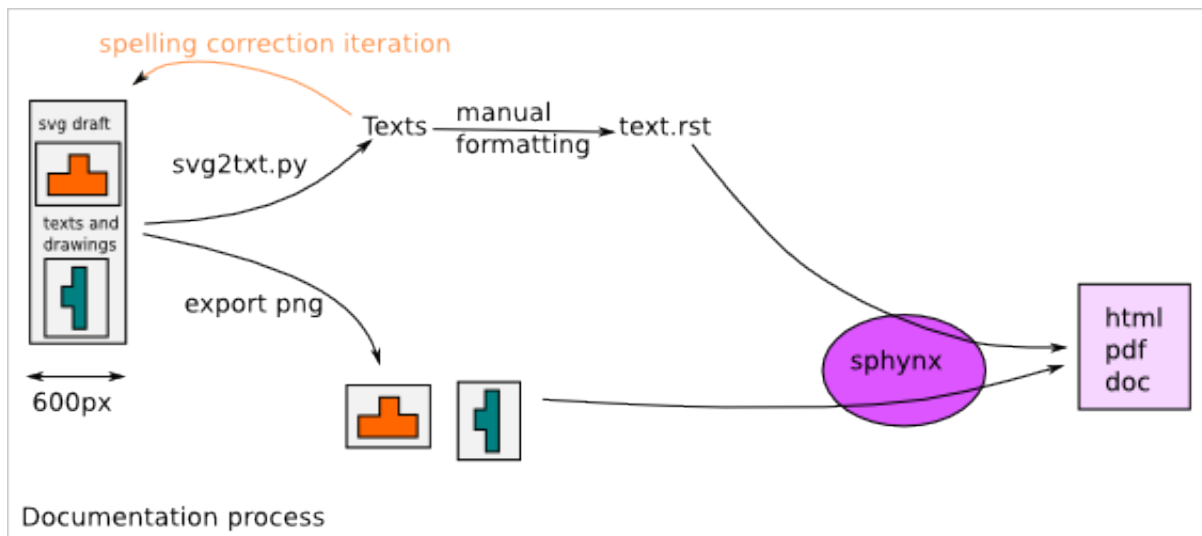 spelling correction iteration
svg draft
texts and
drawings
600px
svg2txt.py
export png
Texts
manual
formatting
text.rst
sphynx
html
pdf
doc
Documentation process